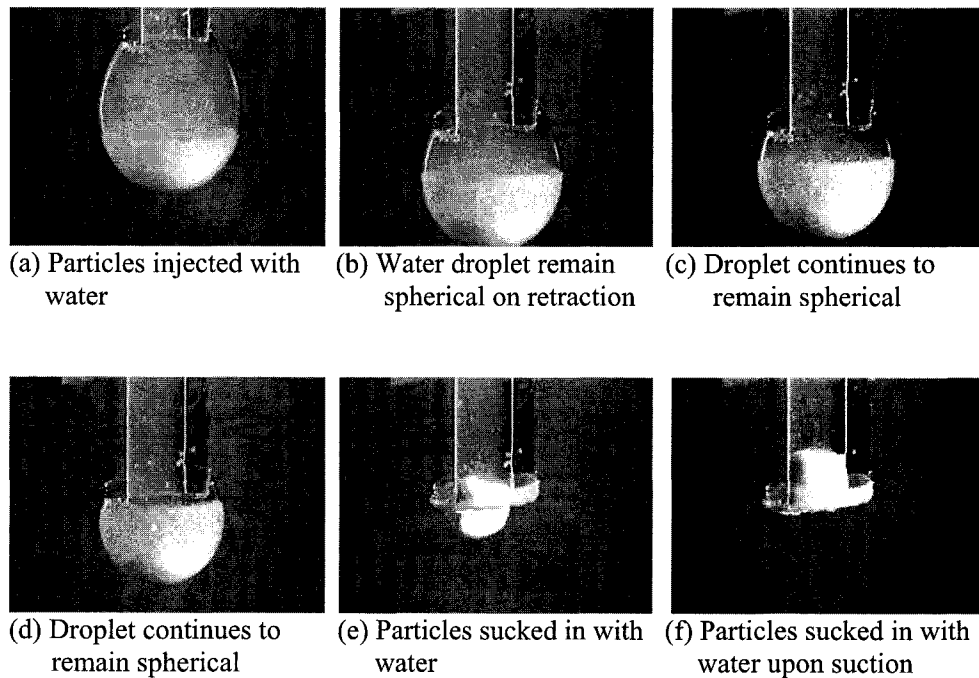 (a) Particles injected with
water
(b) Water droplet remain
spherical on retraction
(c) Droplet continues to
remain spherical
(d) Droplet continues to
remain spherical
(e) Particles sucked in with
water
(f) Particles sucked in with
water upon suction